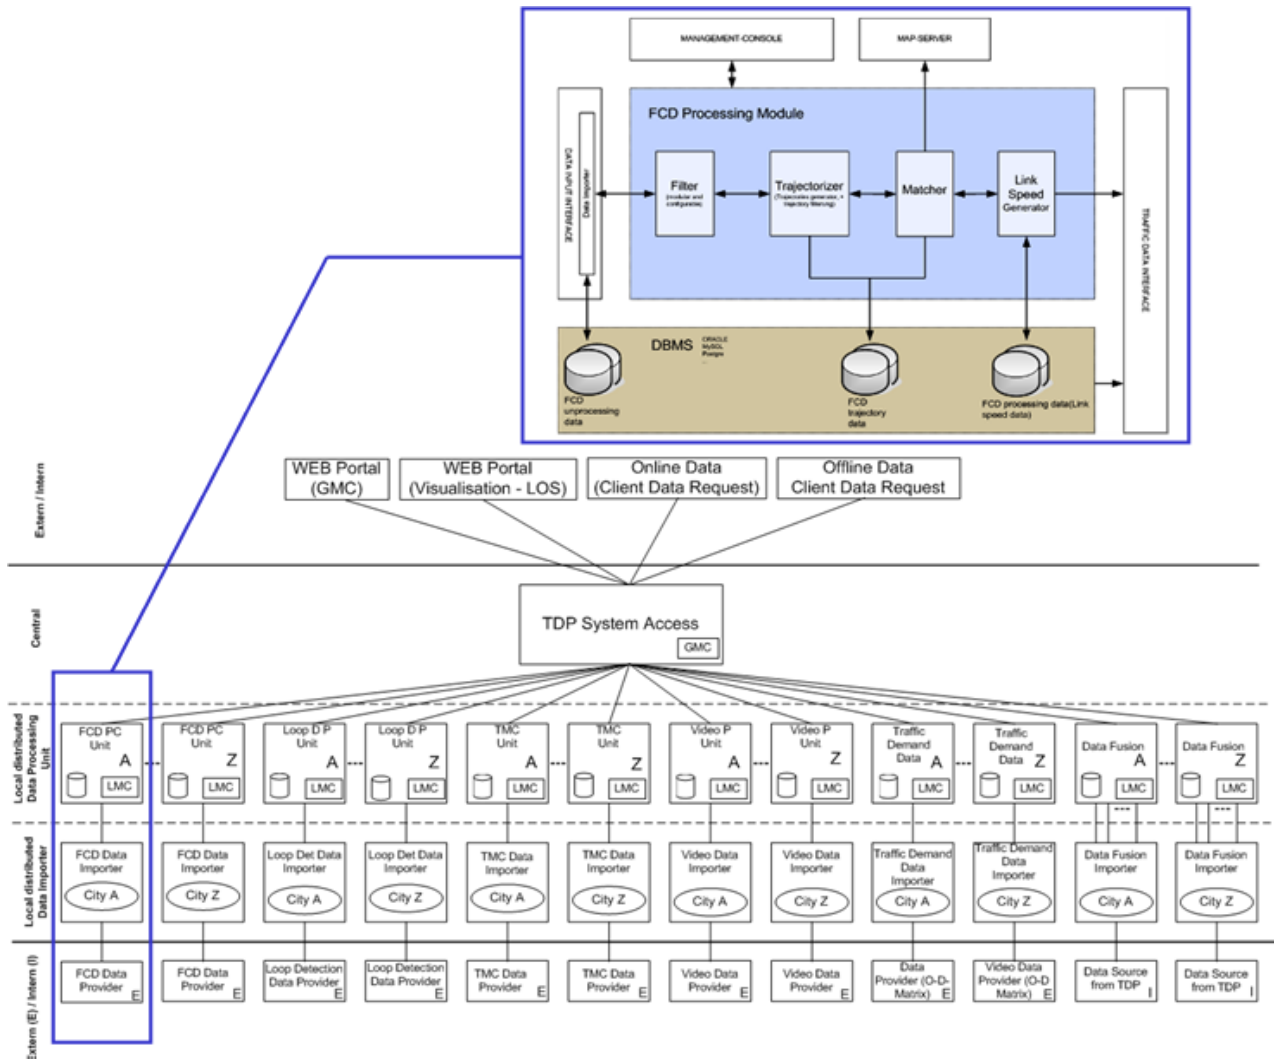 MANAGEMENT-CONSOLE
MAP-SERVER
FCD Processing Module
DATA INPUT INTERFACE
Data Importer
Filter
(modular and
configurable)
Trajectorizer
(Trajectories generator, +
trajectory filtering)
Matcher
Link
Speed
Generator
TRAFFIC DATA INTERFACE
DBMS
ORACLE
MySQL
Postgre
...
FCD
unprocessing
data
FCD
trajectory
data
FCD processing data(Link
speed data)
Extern / Intern
WEB Portal
(GMC)
WEB Portal
(Visualisation - LOS)
Online Data
(Client Data Request)
Offline Data
Client Data Request
Central
TDP System Access
GMC
Local distributed
Data Processing
Unit
FCD PC
Unit
A
LMC
FCD PC
Unit
Z
LMC
Loop D P
Unit
A
LMC
Loop D P
Unit
Z
LMC
TMC
Unit
A
LMC
TMC
Unit
Z
LMC
Video P
Unit
A
LMC
Video P
Unit
Z
LMC
Traffic
Demand
Data
A
LMC
Traffic
Demand
Data
Z
LMC
Data Fusion
A
LMC
Data Fusion
Z
LMC
Local distributed
Data Importer
FCD Data
Importer
City A
FCD Data
Importer
City Z
Loop Det Data
Importer
City A
Loop Det Data
Importer
City Z
TMC Data
Importer
City A
TMC Data
Importer
City Z
Video Data
Importer
City A
Video Data
Importer
City Z
Traffic Demand
Data
Importer
City A
Traffic Demand
Data
Importer
City Z
Data Fusion
Importer
City A
Data Fusion
Importer
City Z
Extern (E) / Intern (I)
FCD Data
Provider
E
FCD Data
Provider
E
Loop Detection
Data Provider
E
Loop Detection
Data Provider
E
TMC Data
Provider
E
TMC Data
Provider
E
Video Data
Provider
E
Video Data
Provider
E
Data
Provider (O-D-
Matrix)
E
Video Data
Provider (O-D
Matrix)
E
Data Source
from TDP
I
Data Source
from TDP
I